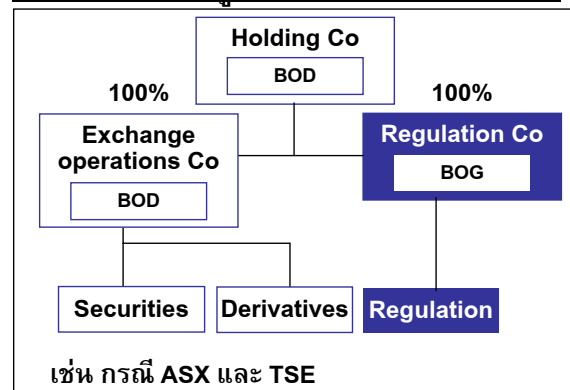 Holding Co
BOD
100%
100%
Exchange
operations Co
BOD
Regulation Co
BOG
Securities
Derivatives
Regulation
เช่น กรณี ASX และ TSE